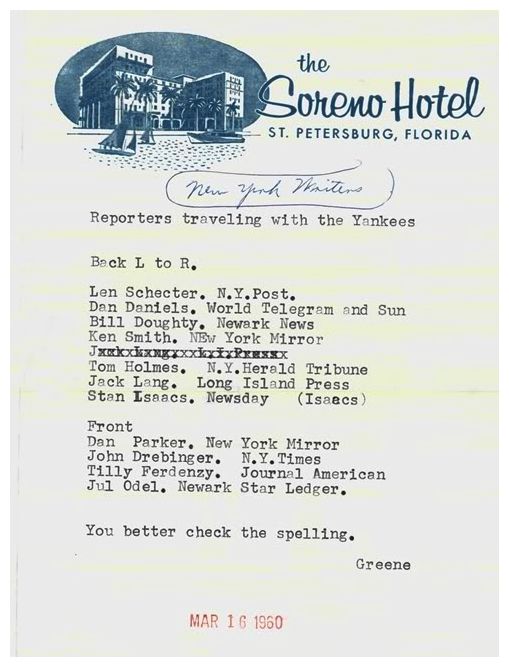 the
Soreno Hotel
ST. PETERSBURG, FLORIDA
New York Writers
Reporters traveling with the Yankees
Back L to R.
Len Schecter. N.Y.Post.
Dan Daniels. World Telegram and Sun
Bill Doughty. Newark News
Ken Smith. NEw York Mirror
Jack Lang. L.I.Press
Tom Holmes. N.Y.Herald Tribune
Jack Lang. Long Island Press
Stan Isaacs. Newsday (Isaacs)
Front
Dan Parker. New York Mirror
John Drebinger. N.Y.Times
Tilly Ferdenzy. Journal American
Jul Odel. Newark Star Ledger.
You better check the spelling.
Greene
MAR 16 1960